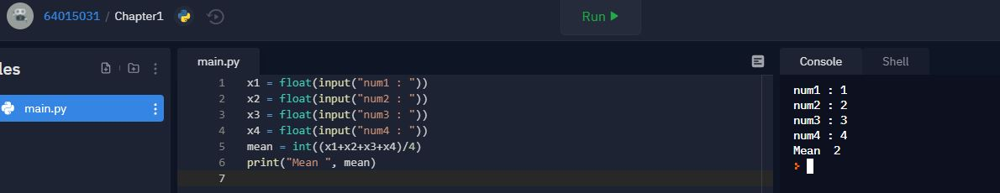 64015031 / Chapter1
Run
les
main.py
main.py
1 x1 = float(input("num1 : "))
2 x2 = float(input("num2 : "))
3 x3 = float(input("num3 : "))
4 x4 = float(input("num4 : "))
5 mean = int((x1+x2+x3+x4)/4)
6 print("Mean ", mean)
7
Console Shell
num1 : 1
num2 : 2
num3 : 3
num4 : 4
Mean  2